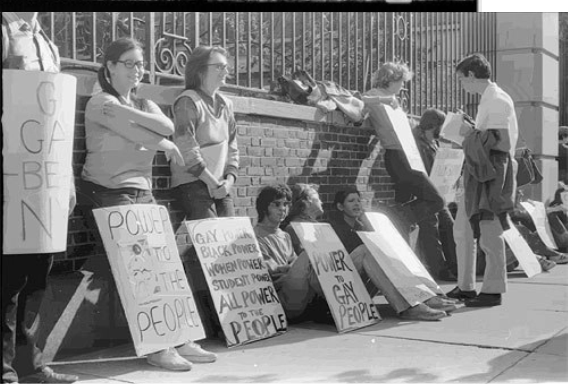 G
GA
BE
N
POWER
TO
THE
PEOPLE
GAY POWER
BLACK POWER
WOMEN POWER
STUDENT POWER
ALL POWER
TO THE
PEOPLE
POWER
TO
GAY
PEOPLE